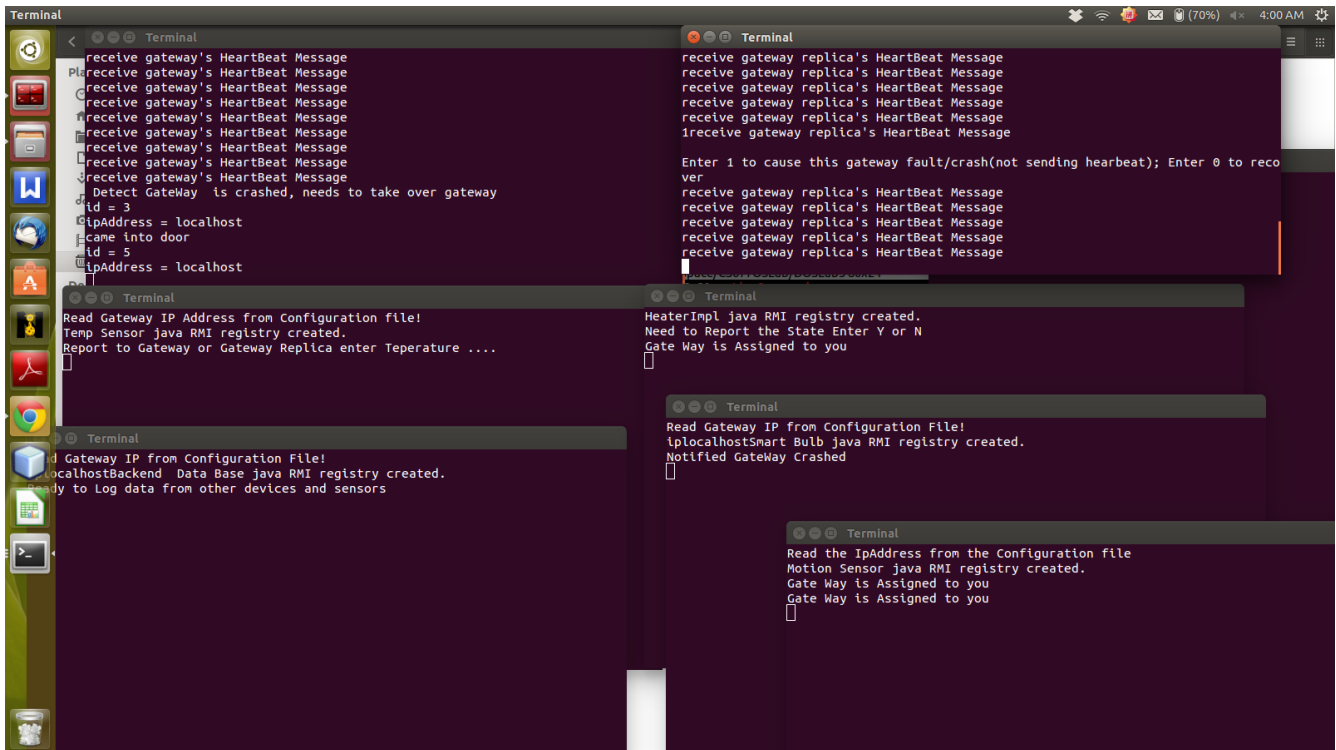 Terminal
(70%)
4:00 AM
Terminal
Pla
receive gateway's HeartBeat Message
receive gateway's HeartBeat Message
receive gateway's HeartBeat Message
receive gateway's HeartBeat Message
receive gateway's HeartBeat Message
receive gateway's HeartBeat Message
receive gateway's HeartBeat Message
receive gateway's HeartBeat Message
receive gateway's HeartBeat Message
Detect GateWay  is crashed, needs to take over gateway
id = 3
ipAddress = localhost
came into door
id = 5
ipAddress = localhost
Terminal
receive gateway replica's HeartBeat Message
receive gateway replica's HeartBeat Message
receive gateway replica's HeartBeat Message
receive gateway replica's HeartBeat Message
receive gateway replica's HeartBeat Message
1receive gateway replica's HeartBeat Message
Enter 1 to cause this gateway fault/crash(not sending hearbeat); Enter 0 to reco
ver
receive gateway replica's HeartBeat Message
receive gateway replica's HeartBeat Message
receive gateway replica's HeartBeat Message
receive gateway replica's HeartBeat Message
receive gateway replica's HeartBeat Message
Terminal
Read Gateway IP Address from Configuration file!
Temp Sensor java RMI registry created.
Report to Gateway or Gateway Replica enter Teperature ....
Terminal
HeaterImpl java RMI registry created.
Need to Report the State Enter Y or N
Gate Way is Assigned to you
Terminal
Read Gateway IP from Configuration File!
iplocalhostSmart Bulb java RMI registry created.
Notified GateWay Crashed
Terminal
d Gateway IP from Configuration File!
ocalhostBackend  Data Base java RMI registry created.
dy to Log data from other devices and sensors
Terminal
Read the IpAddress from the Configuration file
Motion Sensor java RMI registry created.
Gate Way is Assigned to you
Gate Way is Assigned to you